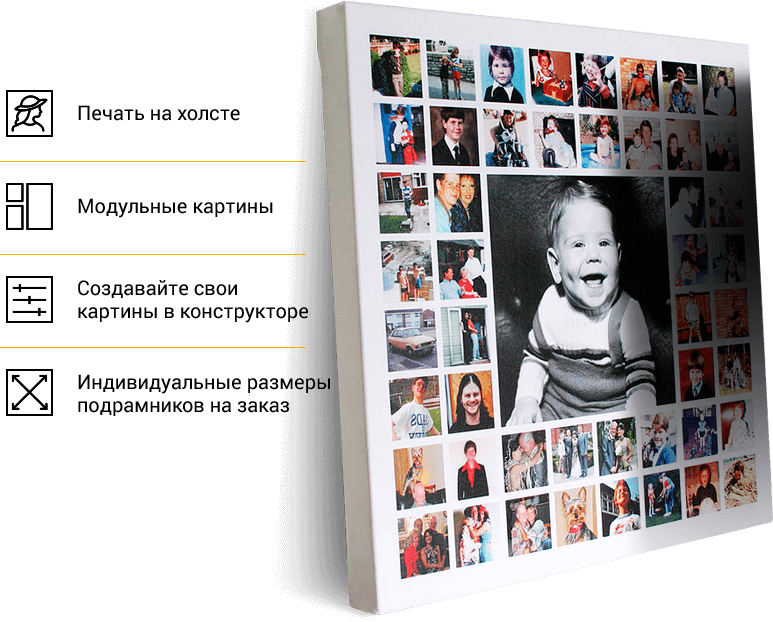 Печать на холсте
Модульные картины
Создавайте свои
картины в конструкторе
Индивидуальные размеры
подрамников на заказ